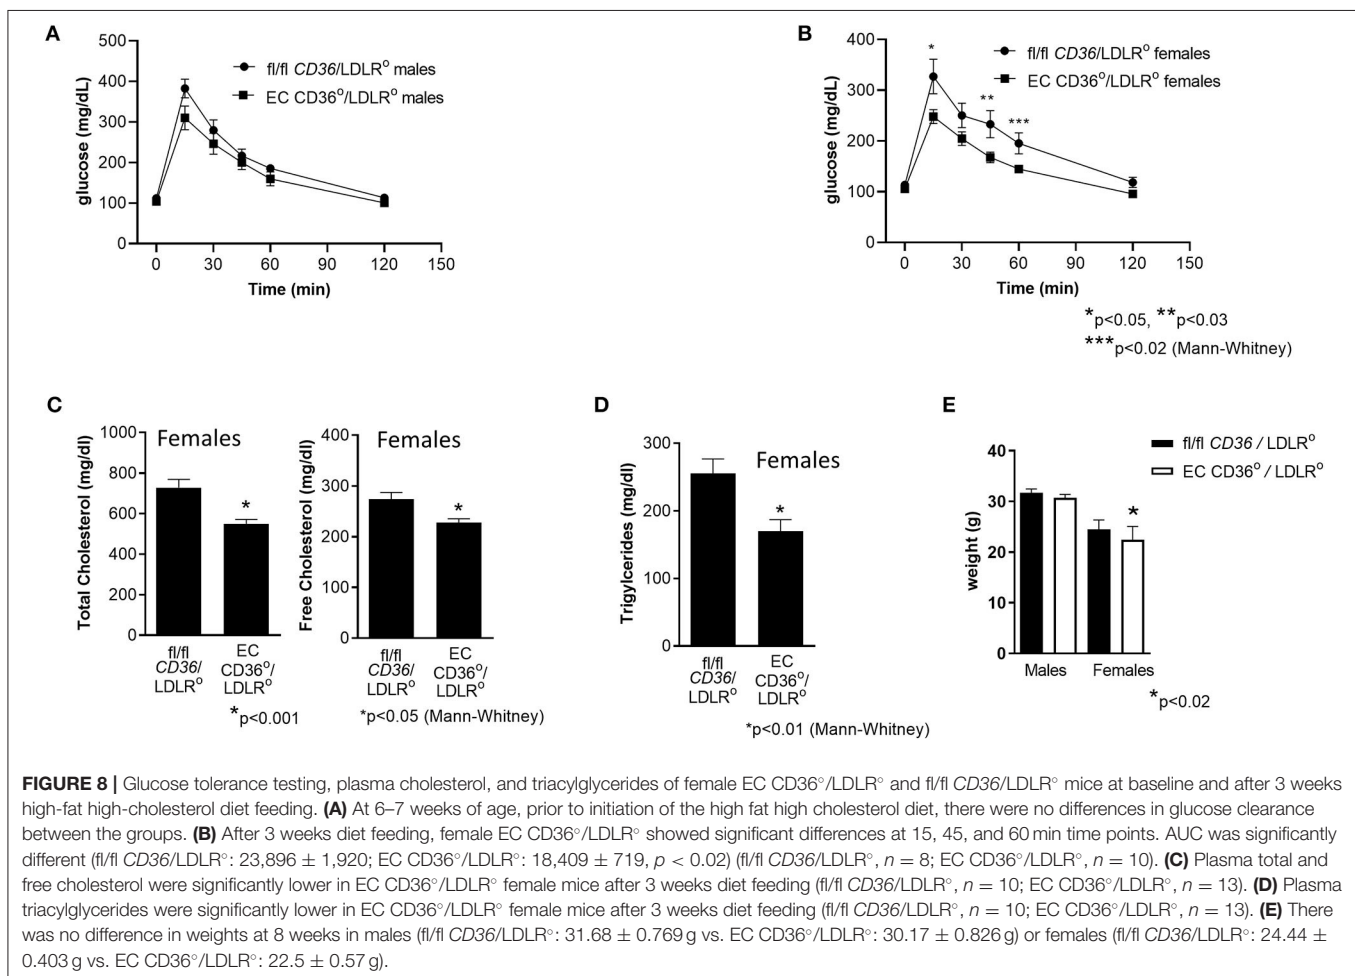 A
500
400
300
200
100
0
glucose (mg/dL)
fl/fl CD36/LDLR° males
EC CD36°/LDLR° males
0 30 60 90 120 150
Time (min)
B
400
300
200
100
0
glucose (mg/dL)
fl/fl CD36/LDLR° females
EC CD36°/LDLR° females
*
**
***
0 30 60 90 120 150
Time (min)
*p<0.05, **p<0.03
***p<0.02 (Mann-Whitney)
C
Total Cholesterol (mg/dl)
1000
800
600
400
200
0
Females
*
fl/fl
CD36/
LDLR°
EC
CD36°/
LDLR°
*p<0.001
Free Cholesterol (mg/dl)
400
300
200
100
0
Females
*
fl/fl
CD36/
LDLR°
EC
CD36°/
LDLR°
*p<0.05 (Mann-Whitney)
D
Trigylcerides (mg/dl)
300
200
100
0
Females
*
fl/fl
CD36/
LDLR°
EC
CD36°/
LDLR°
*p<0.01 (Mann-Whitney)
E
fl/fl CD36 / LDLR°
EC CD36° / LDLR°
weight (g)
40
30
20
10
0
*
Males Females
*p<0.02
FIGURE 8 | Glucose tolerance testing, plasma cholesterol, and triacylglycerides of female EC CD36°/LDLR° and fl/fl CD36/LDLR° mice at baseline and after 3 weeks
high-fat high-cholesterol diet feeding. (A) At 6–7 weeks of age, prior to initiation of the high fat high cholesterol diet, there were no differences in glucose clearance
between the groups. (B) After 3 weeks diet feeding, female EC CD36°/LDLR° showed significant differences at 15, 45, and 60 min time points. AUC was significantly
different (fl/fl CD36/LDLR°: 23,896 ± 1,920; EC CD36°/LDLR°: 18,409 ± 719, p < 0.02) (fl/fl CD36/LDLR°, n = 8; EC CD36°/LDLR°, n = 10). (C) Plasma total and
free cholesterol were significantly lower in EC CD36°/LDLR° female mice after 3 weeks diet feeding (fl/fl CD36/LDLR°, n = 10; EC CD36°/LDLR°, n = 13). (D) Plasma
triacylglycerides were significantly lower in EC CD36°/LDLR° female mice after 3 weeks diet feeding (fl/fl CD36/LDLR°, n = 10; EC CD36°/LDLR°, n = 13). (E) There
was no difference in weights at 8 weeks in males (fl/fl CD36/LDLR°: 31.68 ± 0.769 g vs. EC CD36°/LDLR°: 30.17 ± 0.826 g) or females (fl/fl CD36/LDLR°: 24.44 ±
0.403 g vs. EC CD36°/LDLR°: 22.5 ± 0.57 g).